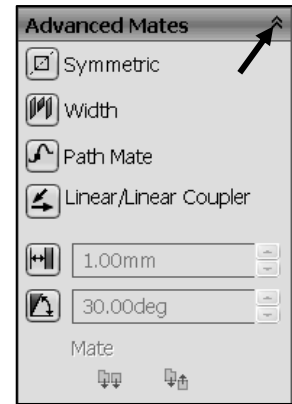 Advanced Mates
Symmetric
Width
Path Mate
Linear/Linear Coupler
1.00mm
30.00deg
Mate